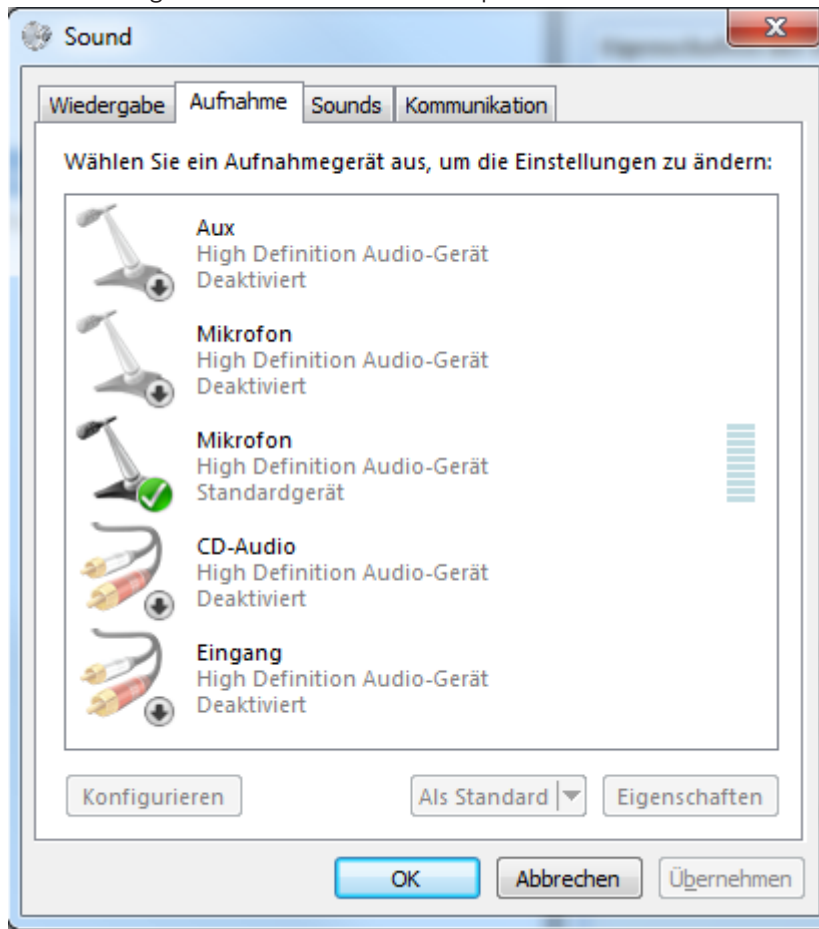 Sound
Wiedergabe Aufnahme Sounds Kommunikation
Wählen Sie ein Aufnahmegerät aus, um die Einstellungen zu ändern:
Aux
High Definition Audio-Gerät
Deaktiviert
Mikrofon
High Definition Audio-Gerät
Deaktiviert
Mikrofon
High Definition Audio-Gerät
Standardgerät
CD-Audio
High Definition Audio-Gerät
Deaktiviert
Eingang
High Definition Audio-Gerät
Deaktiviert
Konfigurieren Als Standard Eigenschaften
OK Abbrechen Übernehmen